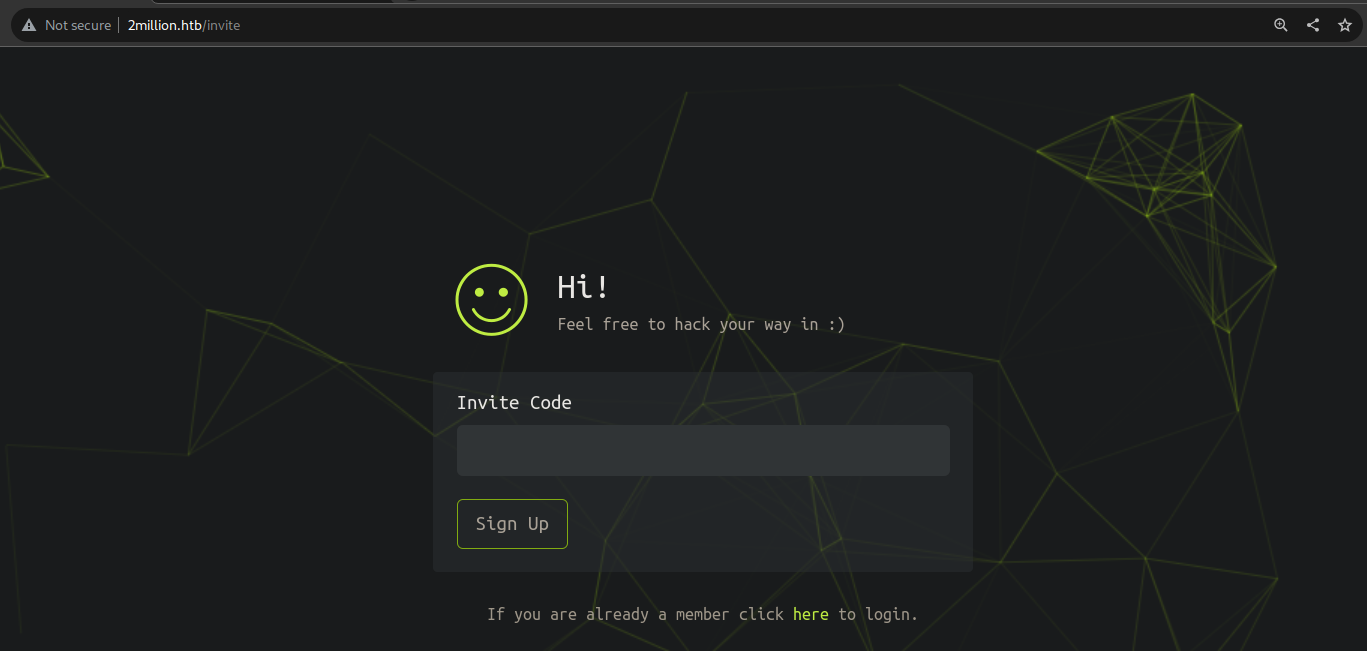 Not secure 2million.htb/invite
Hi!
Feel free to hack your way in :)
Invite Code
Sign Up
If you are already a member click here to login.